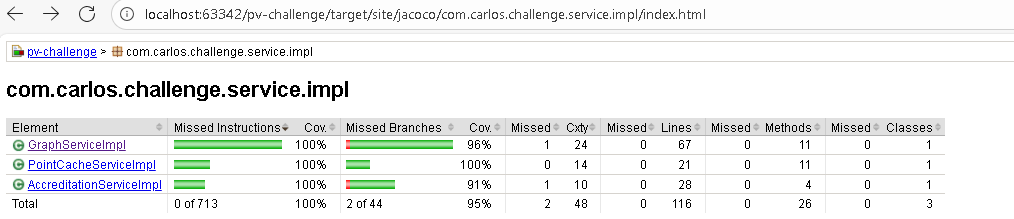 localhost:63342/pv-challenge/target/site/jacoco/com.carlos.challenge.service.impl/index.html
pv-challenge > com.carlos.challenge.service.impl
com.carlos.challenge.service.impl
Element Missed Instructions Cov. Missed Branches Cov. Missed Cxty Missed Lines Missed Methods Missed Classes
GraphServiceImpl 100% 96% 1 24 0 67 0 11 0 1
PointCacheServiceImpl 100% 100% 0 14 0 21 0 11 0 1
AccreditationServiceImpl 100% 91% 1 10 0 28 0 4 0 1
Total 0 of 713 100% 2 of 44 95% 2 48 0 116 0 26 0 3